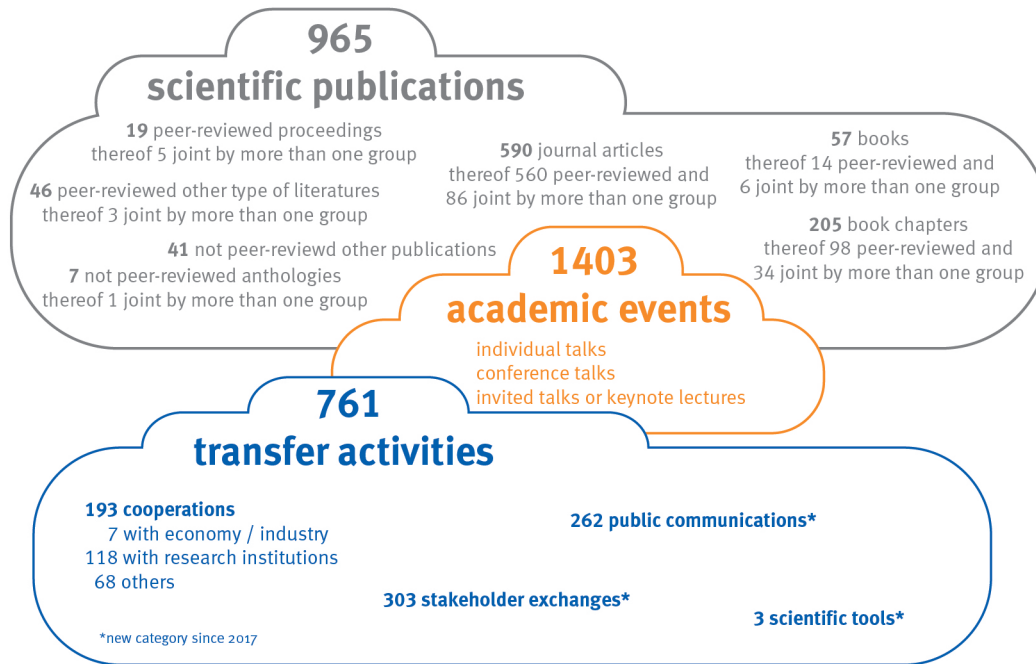 965
scientific publications
19 peer-reviewed proceedings
thereof 5 joint by more than one group
46 peer-reviewed other type of literatures
thereof 3 joint by more than one group
41 not peer-reviewd other publications
7 not peer-reviewed anthologies
thereof 1 joint by more than one group
590 journal articles
thereof 560 peer-reviewed and
86 joint by more than one group
57 books
thereof 14 peer-reviewed and
6 joint by more than one group
205 book chapters
thereof 98 peer-reviewed and
34 joint by more than one group
1403
academic events
individual talks
conference talks
invited talks or keynote lectures
761
transfer activities
193 cooperations
7 with economy / industry
118 with research institutions
68 others
262 public communications*
303 stakeholder exchanges*
3 scientific tools*
*new category since 2017